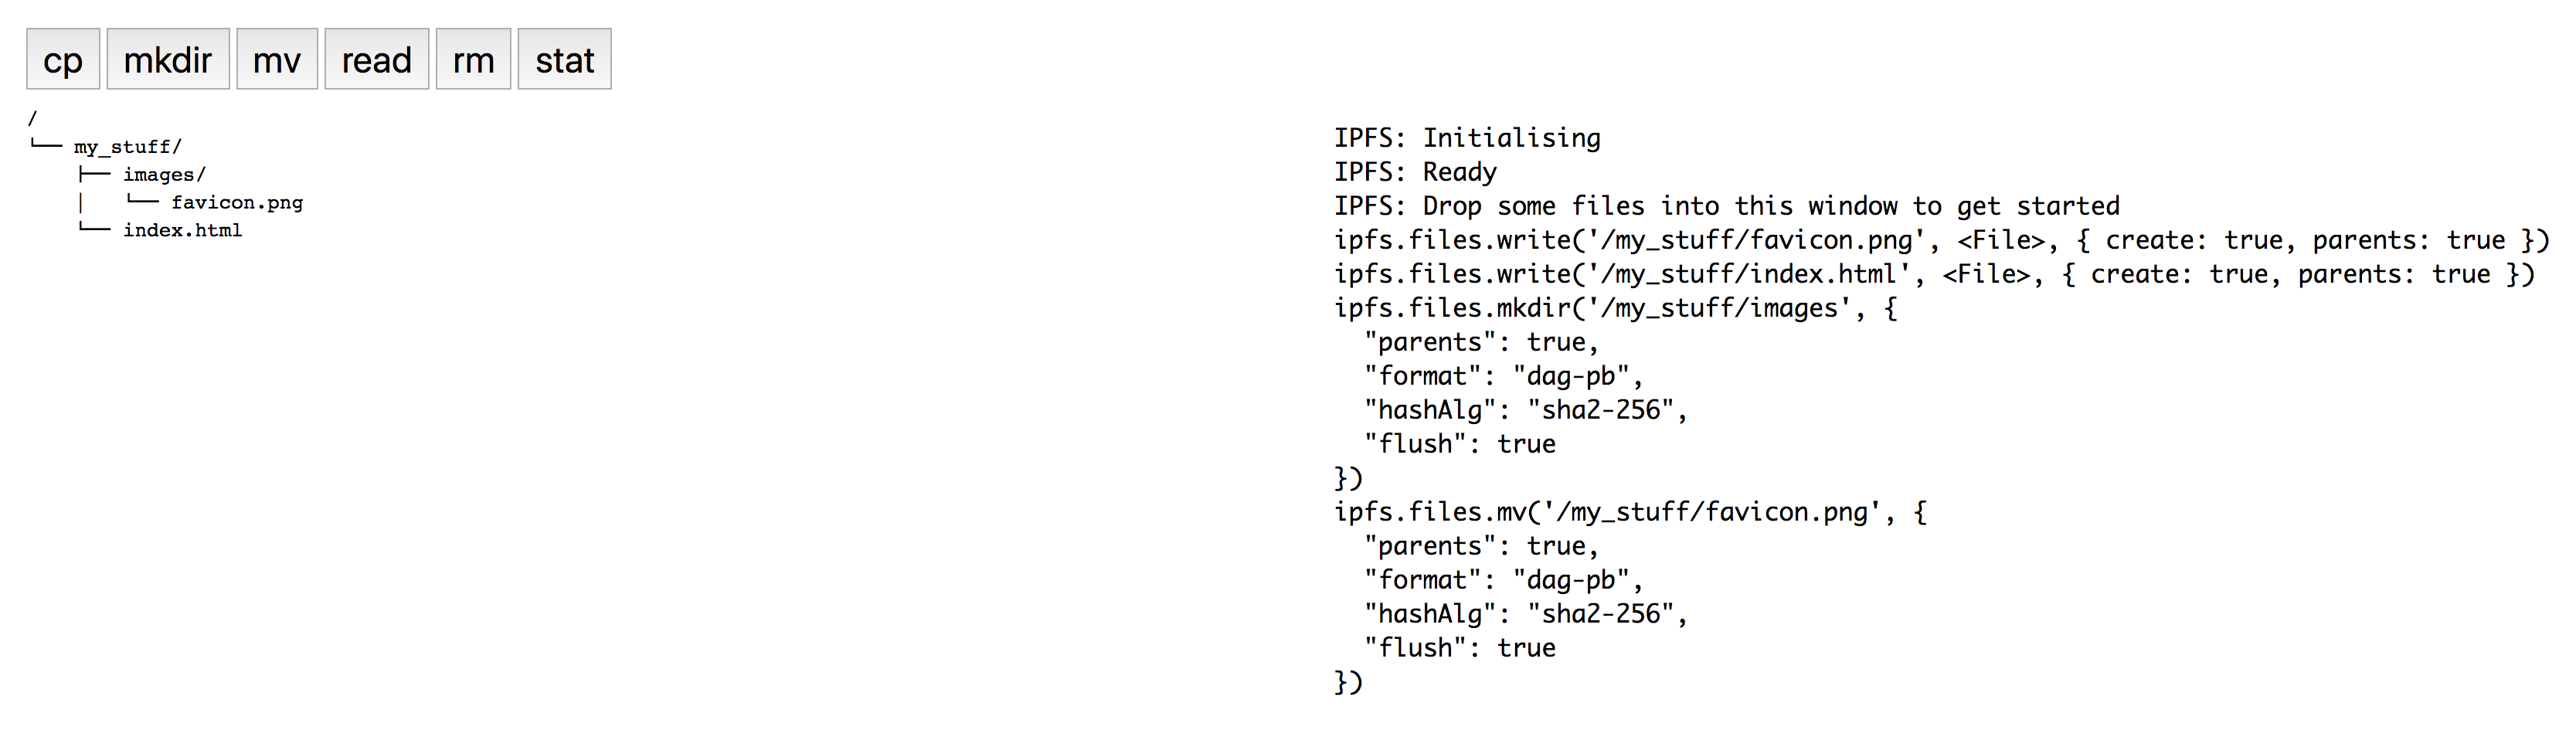 cp mkdir mv read rm stat
/
└── my_stuff/
    ├── images/
    │   └── favicon.png
    └── index.html
IPFS: Initialising
IPFS: Ready
IPFS: Drop some files into this window to get started
ipfs.files.write('/my_stuff/favicon.png', <File>, { create: true, parents: true })
ipfs.files.write('/my_stuff/index.html', <File>, { create: true, parents: true })
ipfs.files.mkdir('/my_stuff/images', {
  "parents": true,
  "format": "dag-pb",
  "hashAlg": "sha2-256",
  "flush": true
})
ipfs.files.mv('/my_stuff/favicon.png', {
  "parents": true,
  "format": "dag-pb",
  "hashAlg": "sha2-256",
  "flush": true
})